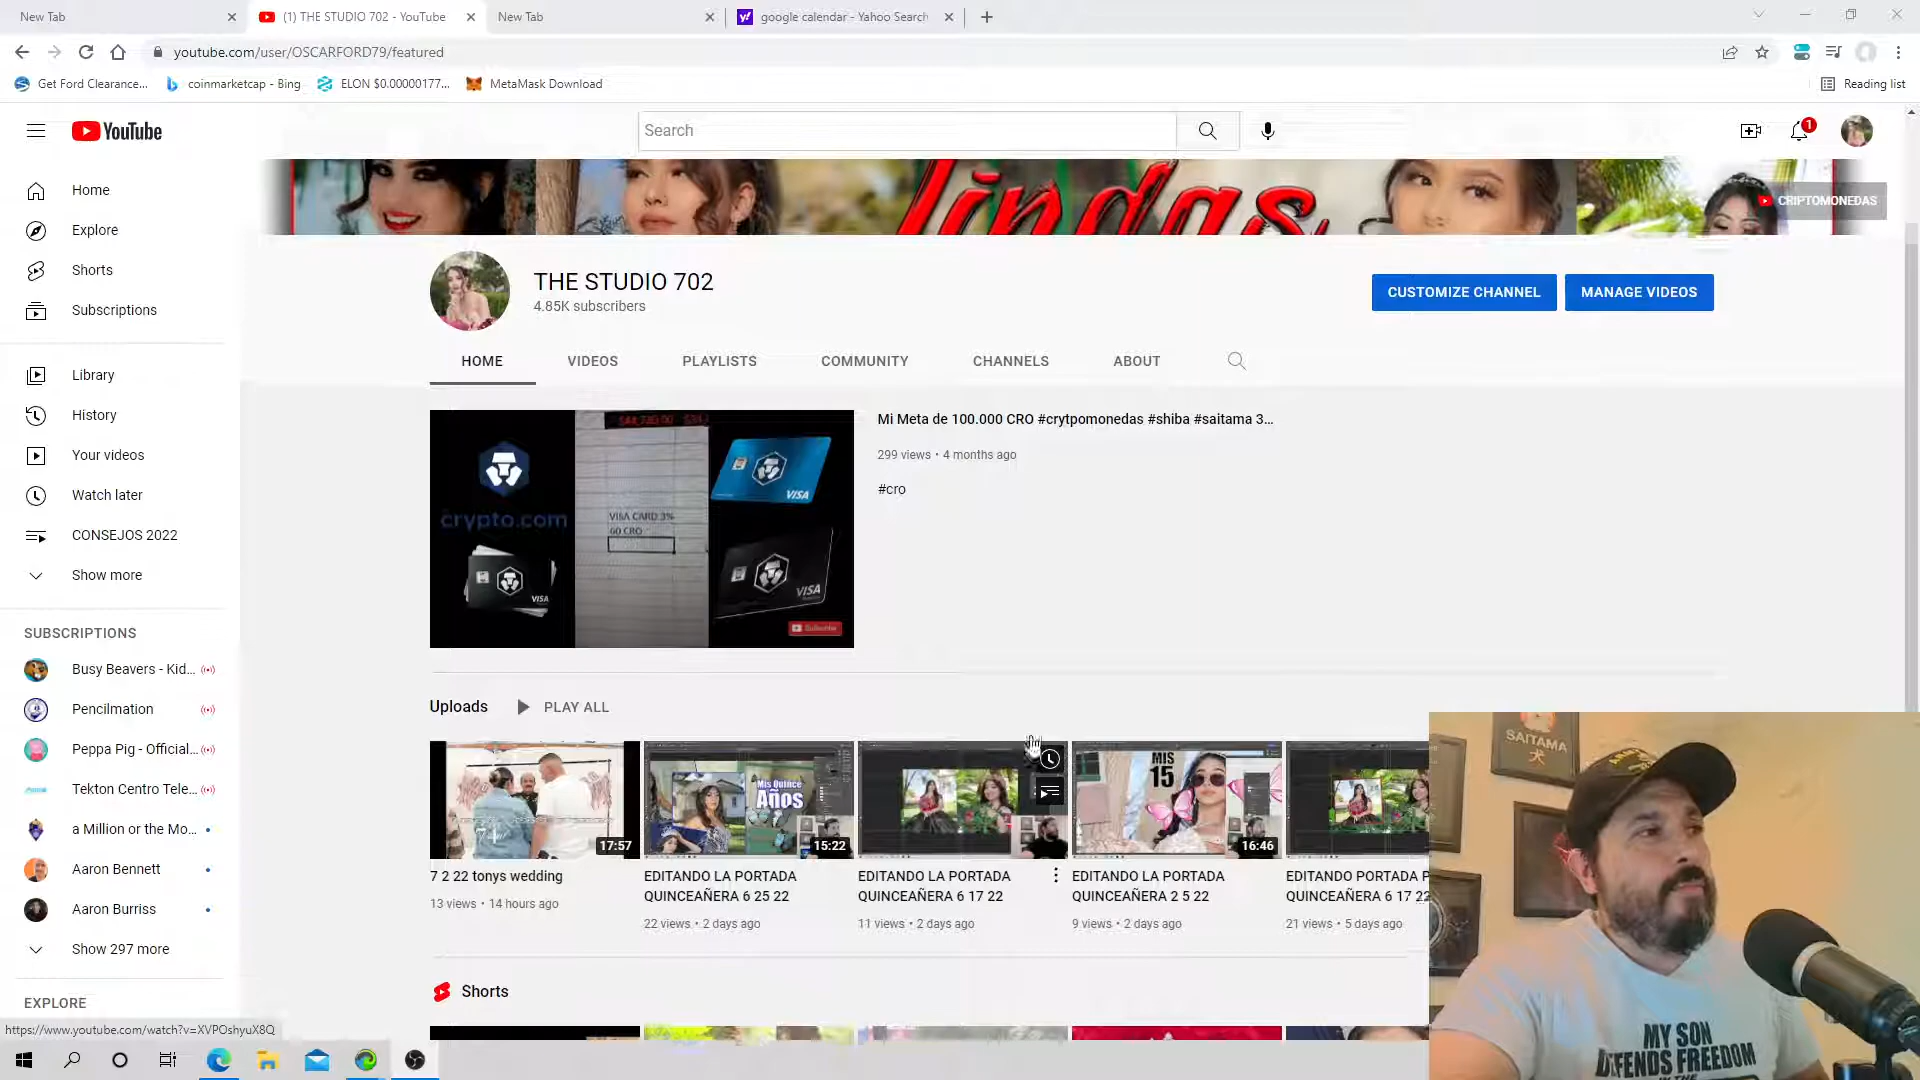 New Tab
(1) THE STUDIO 702 - YouTube
New Tab
google calendar - Yahoo Search
youtube.com/user/OSCARFORD79/featured
Get Ford Clearance...
coinmarketcap - Bing
ELON $0.00000177...
MetaMask Download
Reading list
YouTube
Search
1
Home
Explore
Shorts
Subscriptions
Library
History
Your videos
Watch later
CONSEJOS 2022
Show more
SUBSCRIPTIONS
Busy Beavers - Kid...
Pencilmation
Peppa Pig - Official...
Tekton Centro Tele...
a Million or the Mo...
Aaron Bennett
Aaron Burriss
Show 297 more
EXPLORE
https://www.youtube.com/watch?v=XVPOshyuX8Q
lindas
CRIPTOMONEDAS
THE STUDIO 702
4.85K subscribers
CUSTOMIZE CHANNEL
MANAGE VIDEOS
HOME
VIDEOS
PLAYLISTS
COMMUNITY
CHANNELS
ABOUT
crypto.com
VISA CARD 3%
60 CRO
VISA
VISA
VISA
Subscribe
Mi Meta de 100.000 CRO #crytpomonedas #shiba #saitama 3...
299 views • 4 months ago
#cro
Uploads
PLAY ALL
17:57
7 2 22 tonys wedding
13 views • 14 hours ago
Mis Quince
Años
15:22
EDITANDO LA PORTADA
QUINCEAÑERA 6 25 22
22 views • 2 days ago
EDITANDO LA PORTADA
QUINCEAÑERA 6 17 22
11 views • 2 days ago
MIS
15
16:46
EDITANDO LA PORTADA
QUINCEAÑERA 2 5 22
9 views • 2 days ago
EDITANDO PORTADA P
QUINCEAÑERA 6 17 22
21 views • 5 days ago
Shorts
SAITAMA
MY SON
DEFENDS FREEDOM
IN THE